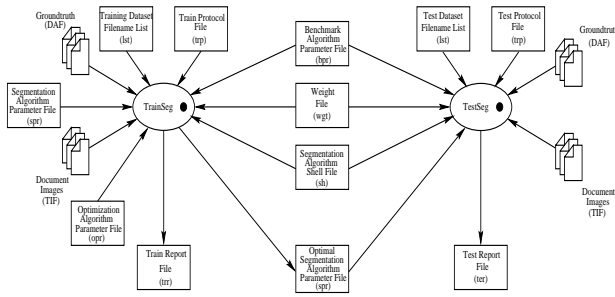 Groundtruth
(DAF)
Training Dataset
Filename List
(lst)
Train Protocol
File
(trp)
Benchmark
Algorithm
Parameter File
(bpr)
Test Dataset
Filename List
(lst)
Test Protocol
File
(trp)
Groundtrut
(DAF)
Segmentation
Algorithm
Parameter File
(spr)
TrainSeg
Weight
File
(wgt)
TestSeg
Document
Images
(TIF)
Segmentation
Algorithm
Shell File
(sh)
Document
Images
(TIF)
Optimization
Algorithm
Parameter File
(opr)
Train Report
File
(trr)
Optimal
Segmentation
Algorithm
Parameter File
(spr)
Test Report
File
(ter)